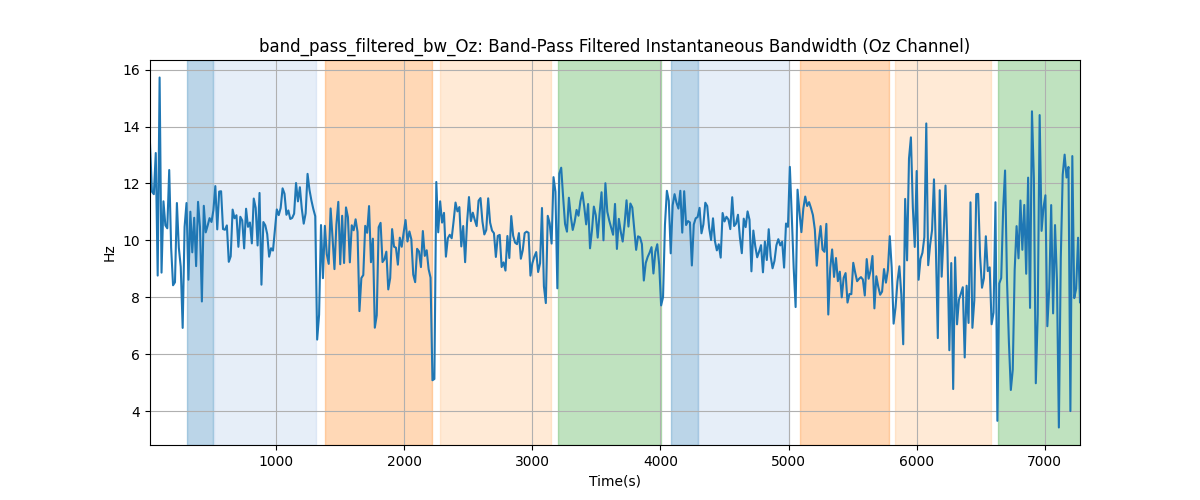 band_pass_filtered_bw_Oz: Band-Pass Filtered Instantaneous Bandwidth (Oz Channel)
16
14
12
10
8
6
4
Hz
1000 2000 3000 4000 5000 6000 7000
Time(s)